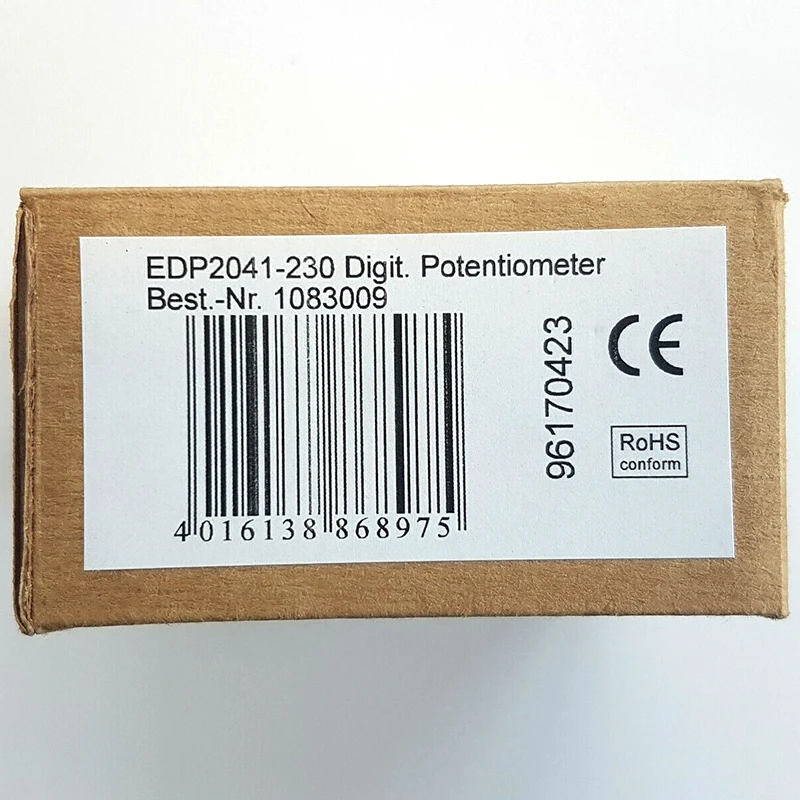 EDP2041-230 Digit. Potentiometer
Best.-Nr. 1083009
4 016138 868975
96170423
CE
RoHS
conform